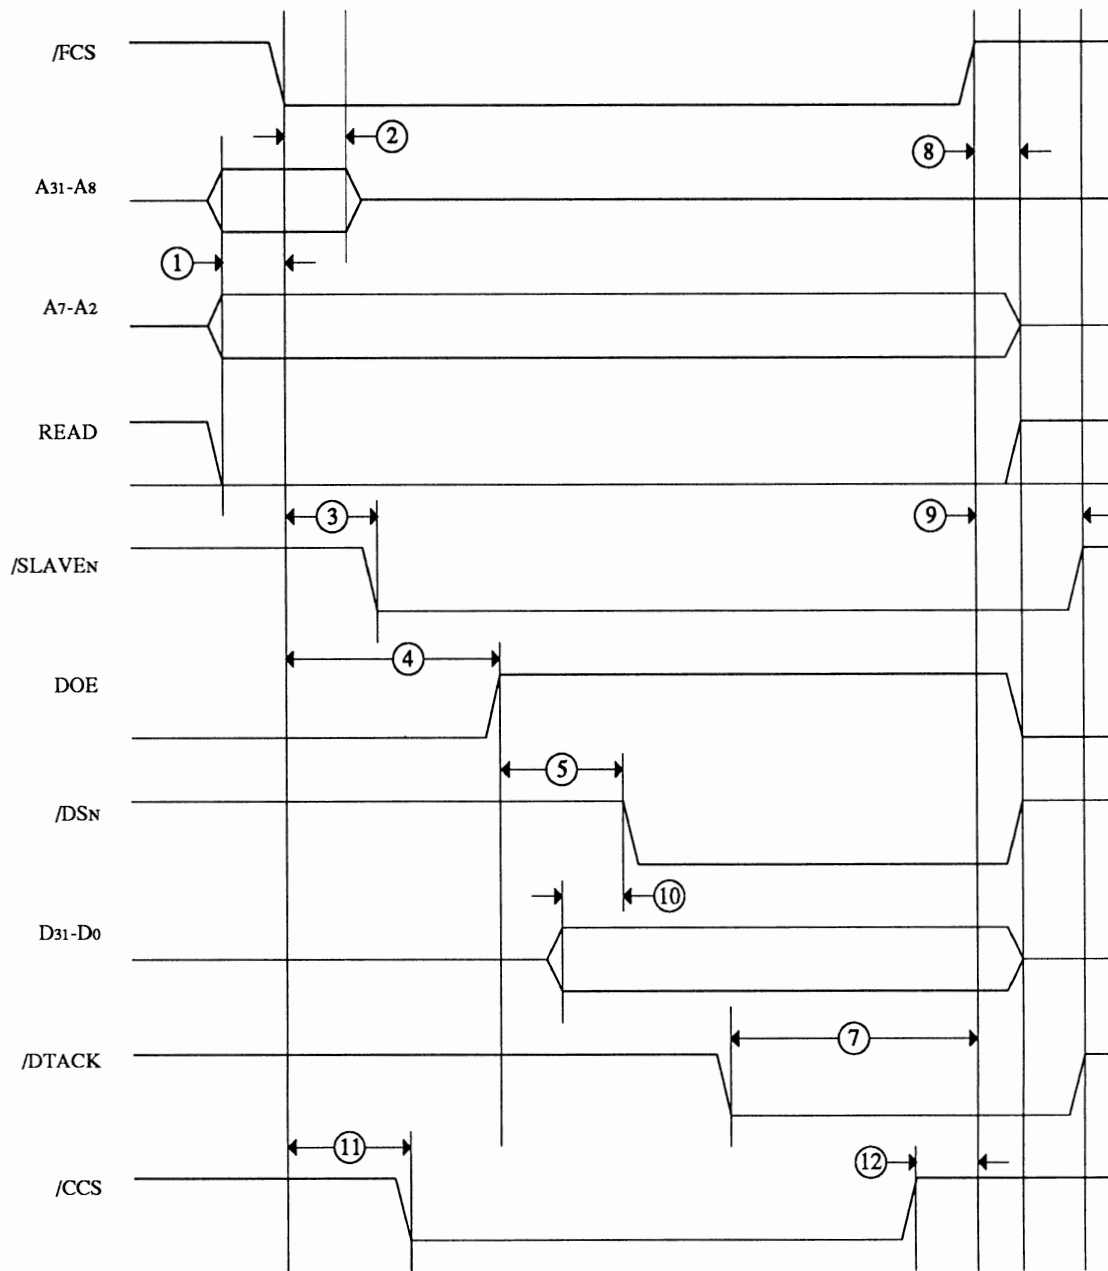 /FCS
2
8
A31-A8
1
A7-A2
READ
3
9
/SLAVEN
4
DOE
5
/DSN
10
D31-D0
7
/DTACK
11
12
/CCS